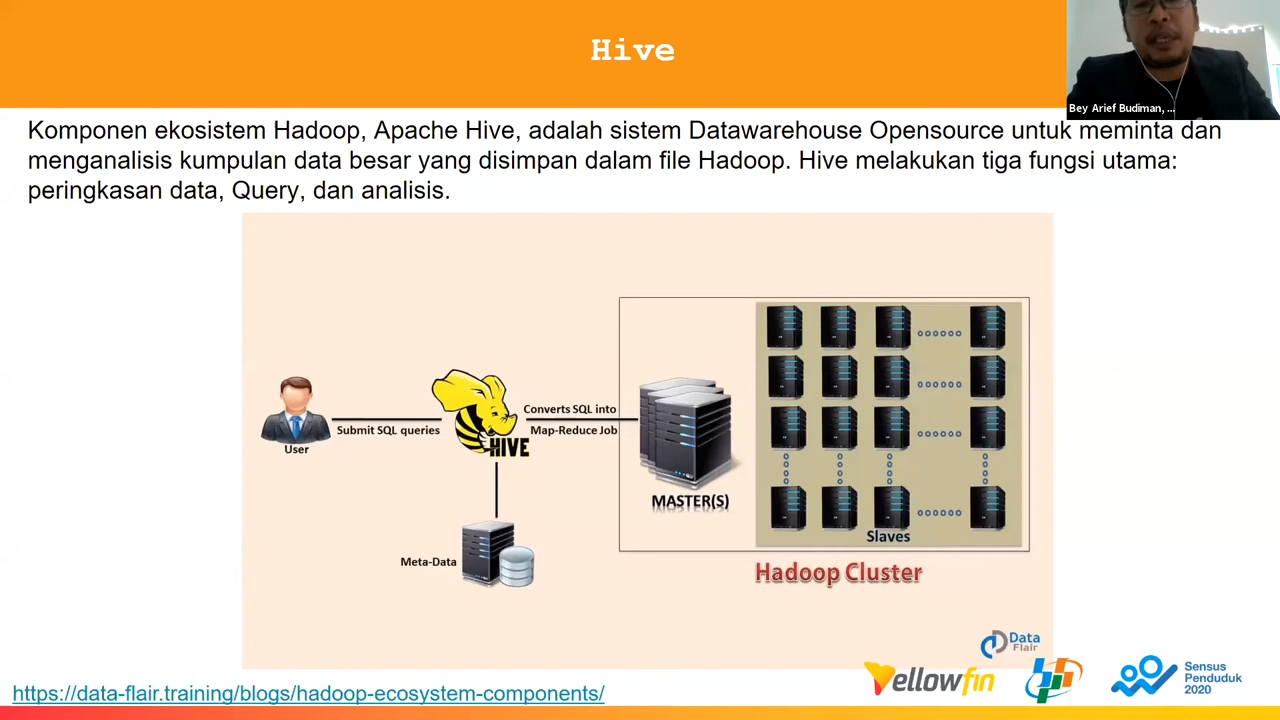 Hive
Bey Arief Budiman, ...
Komponen ekosistem Hadoop, Apache Hive, adalah sistem Datawarehouse Opensource untuk meminta dan
menganalisis kumpulan data besar yang disimpan dalam file Hadoop. Hive melakukan tiga fungsi utama:
peringkasan data, Query, dan analisis.
User
Submit SQL queries
HIVE
Converts SQL into
Map-Reduce Job
MASTER(S)
Slaves
Meta-Data
Hadoop Cluster
Data
Flair
Yellowfin
Sensus
Penduduk
2020
https://data-flair.training/blogs/hadoop-ecosystem-components/